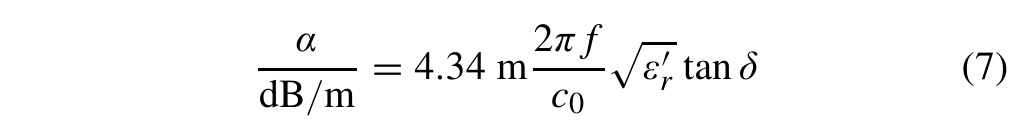 α/dB/m = 4.34 m 2πf/c₀ √ε′ᵣ tan δ (7)